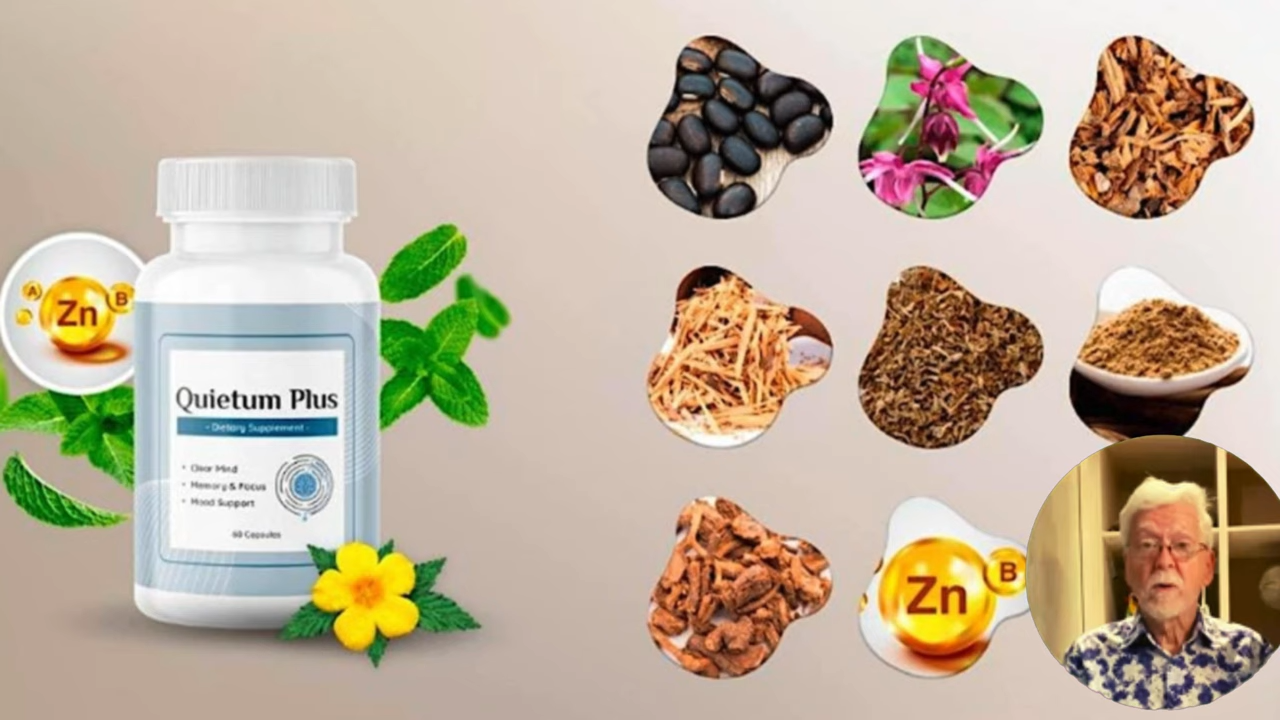 A
Zn
B
Quietum Plus
- Dietary Supplement -
• Clear Mind
• Memory & Focus
• Mood Support
60 Capsules
Zn
B